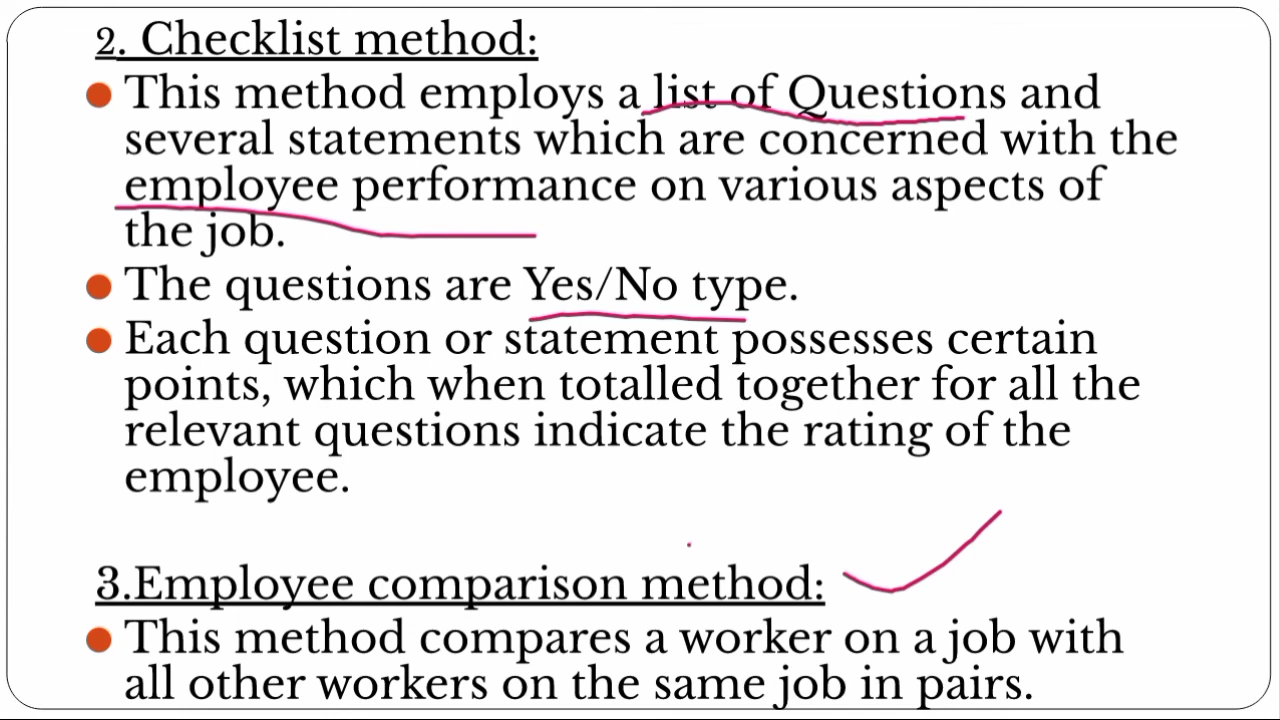 2. Checklist method:
This method employs a list of Questions and
several statements which are concerned with the
employee performance on various aspects of
the job.
The questions are Yes/No type.
Each question or statement possesses certain
points, which when totalled together for all the
relevant questions indicate the rating of the
employee.
3.Employee comparison method:
This method compares a worker on a job with
all other workers on the same job in pairs.